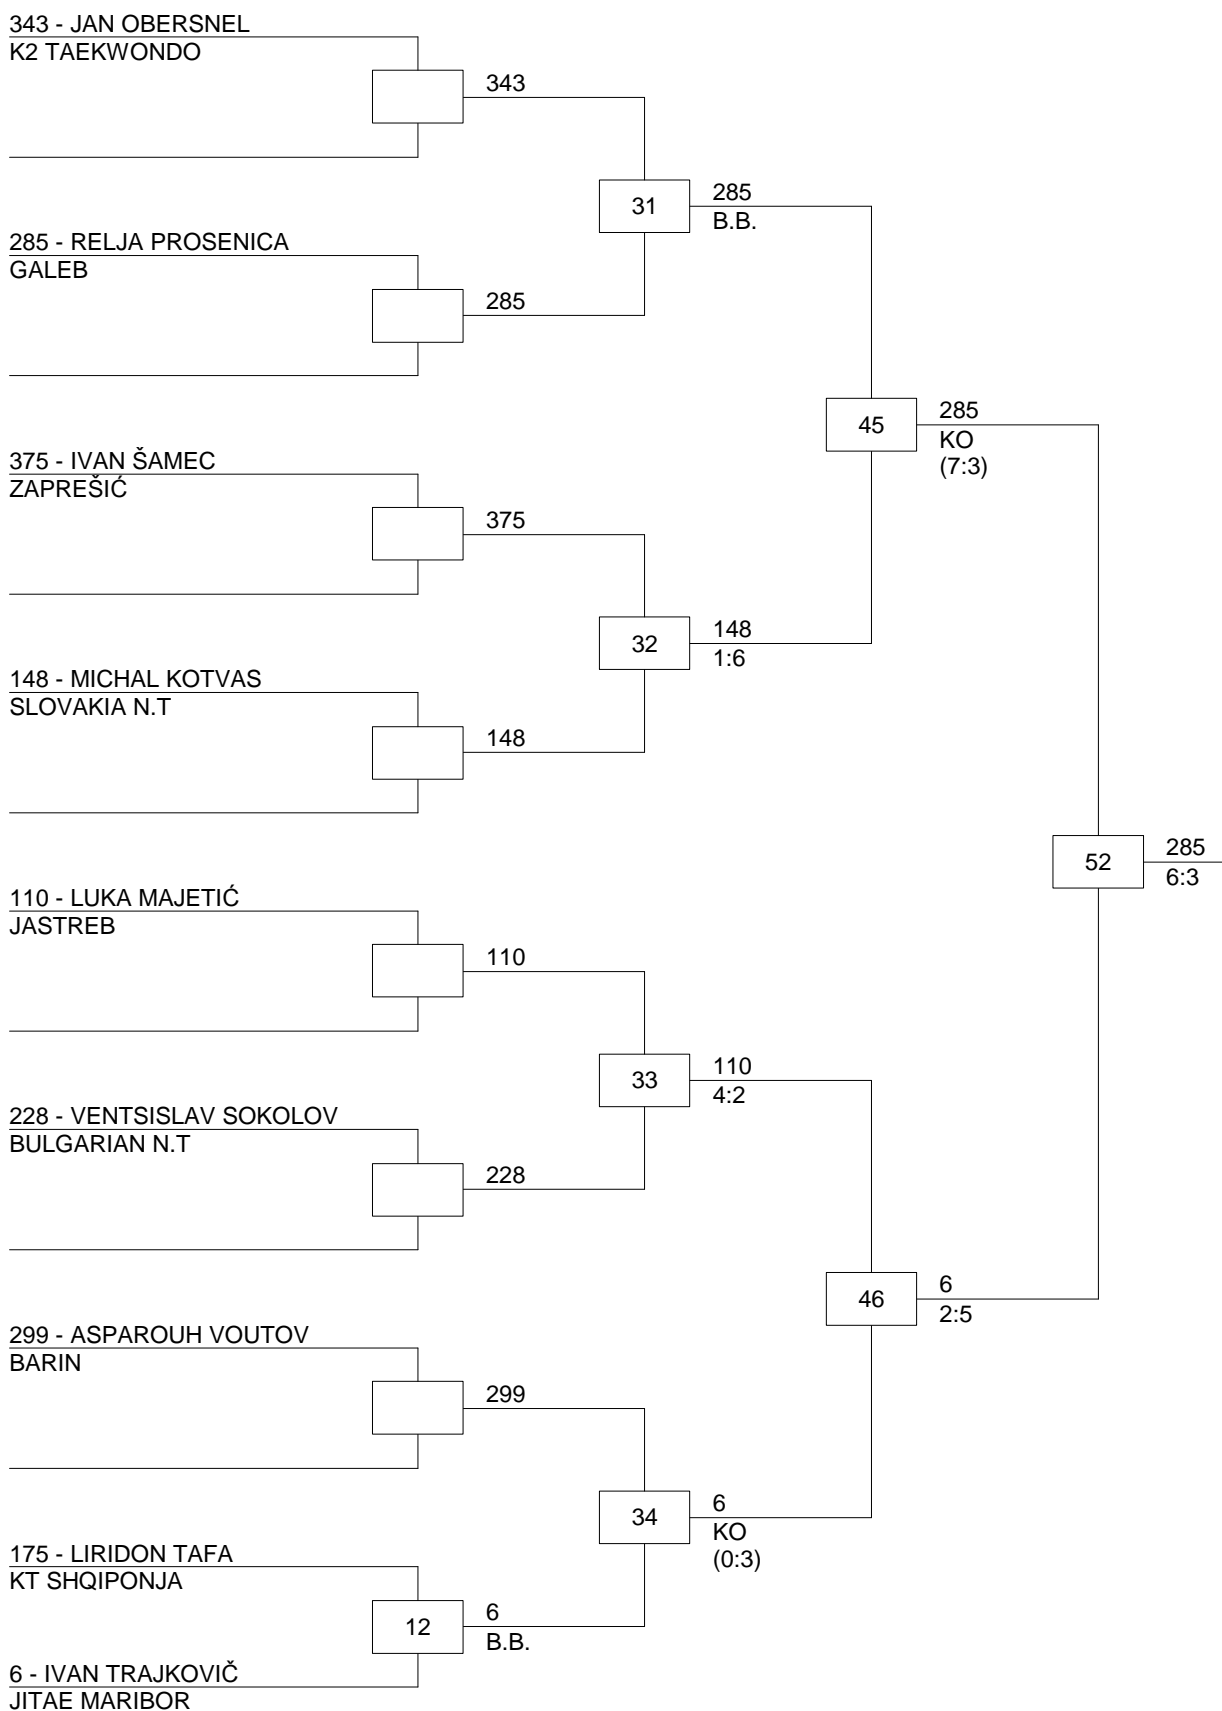 343 - JAN OBERSNEL
K2 TAEKWONDO
343
31
285
B.B.
285 - RELJA PROSENICA
GALEB
285
45
285
KO
(7:3)
375 - IVAN ŠAMEC
ZAPREŠIĆ
375
32
148
1:6
148 - MICHAL KOTVAS
SLOVAKIA N.T
148
52
285
6:3
110 - LUKA MAJETIĆ
JASTREB
110
33
110
4:2
228 - VENTSISLAV SOKOLOV
BULGARIAN N.T
228
46
6
2:5
299 - ASPAROUH VOUTOV
BARIN
299
34
6
KO
(0:3)
175 - LIRIDON TAFA
KT SHQIPONJA
12
6
B.B.
6 - IVAN TRAJKOVIČ
JITAE MARIBOR